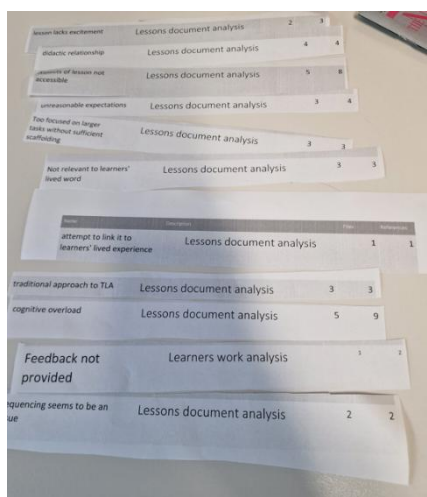 lesson lacks excitement Lessons document analysis 2 3
didactic relationship Lessons document analysis 4 4
of lesson not
accessible Lessons document analysis 5 8
unreasonable expectations Lessons document analysis 3 4
Too focused on larger
tasks without sufficient
scaffolding Lessons document analysis 3 3
Not relevant to learners'
lived word Lessons document analysis 3 3
Name Description Files References
attempt to link it to
learners' lived experience Lessons document analysis 1 1
traditional approach to TLA Lessons document analysis 3 3
cognitive overload Lessons document analysis 5 9
Feedback not
provided Learners work analysis 1 2
equencing seems to be an
ue Lessons document analysis 2 2